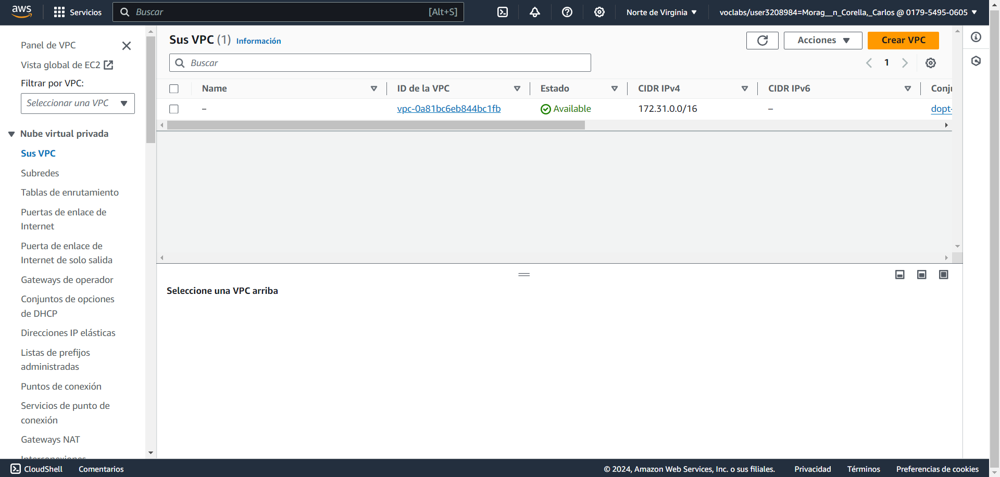 aws
Servicios
Buscar
[Alt+S]
Norte de Virginia
voclabs/user3208984=Morag__n_Corella,_Carlos @ 0179-5495-0605
Panel de VPC
Vista global de EC2
Filtrar por VPC:
Seleccionar una VPC
Nube virtual privada
Sus VPC
Subredes
Tablas de enrutamiento
Puertas de enlace de
Internet
Puerta de enlace de
Internet de solo salida
Gateways de operador
Conjuntos de opciones
de DHCP
Direcciones IP elásticas
Listas de prefijos
administradas
Puntos de conexión
Servicios de punto de
conexión
Gateways NAT
Interconexiones
Sus VPC (1) Información
Acciones
Crear VPC
Buscar
1
Name
ID de la VPC
Estado
CIDR IPv4
CIDR IPv6
Conju
–
vpc-0a81bc6eb844bc1fb
Available
172.31.0.0/16
–
dopt-
Seleccione una VPC arriba
CloudShell
Comentarios
© 2024, Amazon Web Services, Inc. o sus filiales.
Privacidad
Términos
Preferencias de cookies